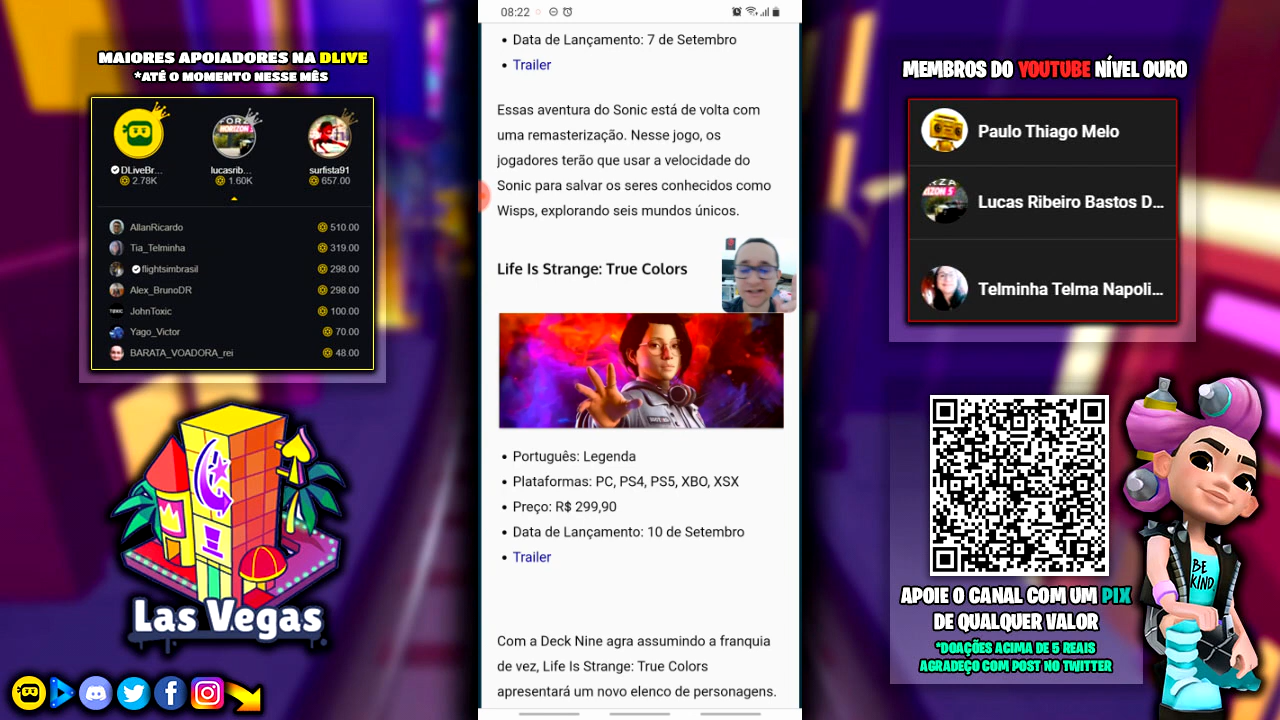 MAIORES APOIADORES NA DLIVE
*ATÉ O MOMENTO NESSE MÊS
DLiveBr...
2.78K
lucasrib...
1.60K
surfista91
657.00
AllanRicardo 510.00
Tia_Telminha 319.00
flightsimbrasil 298.00
Alex_BrunoDR 298.00
JohnToxic 100.00
Yago_Victor 70.00
BARATA_VOADORA_rei 48.00
Las Vegas
08:22
• Data de Lançamento: 7 de Setembro
• Trailer
Essas aventura do Sonic está de volta com
uma remasterização. Nesse jogo, os
jogadores terão que usar a velocidade do
Sonic para salvar os seres conhecidos como
Wisps, explorando seis mundos únicos.
Life Is Strange: True Colors
• Português: Legenda
• Plataformas: PC, PS4, PS5, XBO, XSX
• Preço: R$ 299,90
• Data de Lançamento: 10 de Setembro
• Trailer
Com a Deck Nine agra assumindo a franquia
de vez, Life Is Strange: True Colors
apresentará um novo elenco de personagens.
MEMBROS DO YOUTUBE NÍVEL OURO
Paulo Thiago Melo
Lucas Ribeiro Bastos D...
Telminha Telma Napoli...
APOIE O CANAL COM UM PIX
DE QUALQUER VALOR
*DOAÇÕES ACIMA DE 5 REAIS
AGRADEÇO COM POST NO TWITTER
BE
KIND